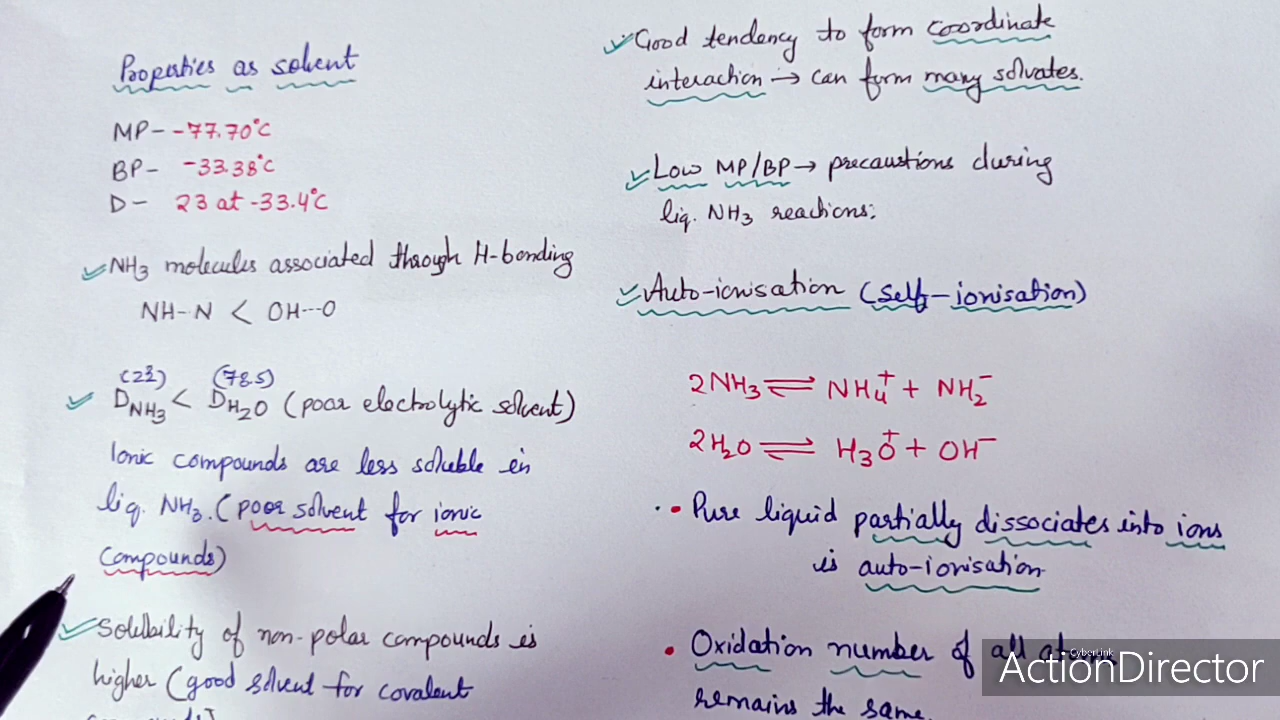 Properties as solvent
MP- -77.70°C
BP- -33.38°C
D- 23 at -33.4°C
NH3 molecules associated through H-bonding
NH--N < OH---O
(23) (78.5)
DNH3 < DH2O (poor electrolytic solvent)
Ionic compounds are less soluble in
liq. NH3. (poor solvent for ionic
compounds)
Solubility of non-polar compounds is
higher (good solvent for covalent
Good tendency to form coordinate
interaction → can form many solvates.
Low MP/BP → precaustions during
liq. NH3 reactions:
Auto-ionisation (self-ionisation)
2NH3 ⇌ NH4+ + NH2-
2H2O ⇌ H3O+ + OH-
• Pure liquid partially dissociates into ions
is auto-ionisation
• Oxidation number of all atoms
remains the same.
CyberLink
ActionDirector